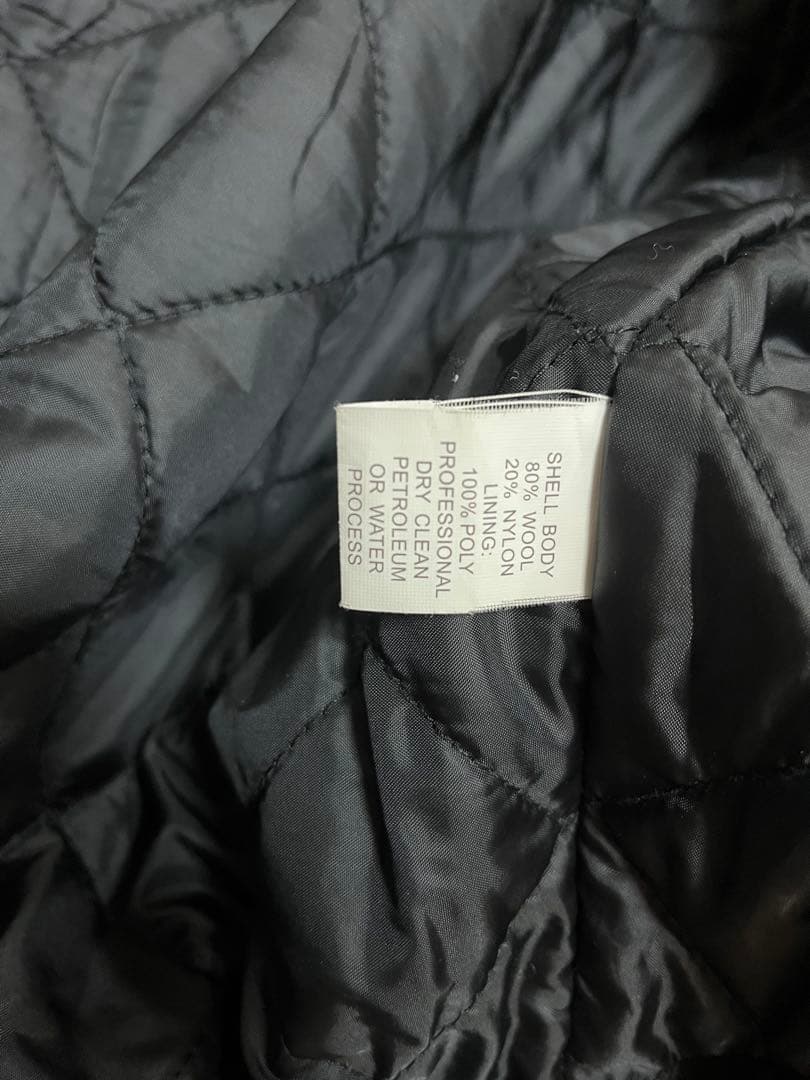 SHELL BODY
80% WOOL
20% NYLON
LINING:
100% POLY
PROFESSIONAL
DRY CLEAN
PETROLEUM
OR WATER
PROCESS